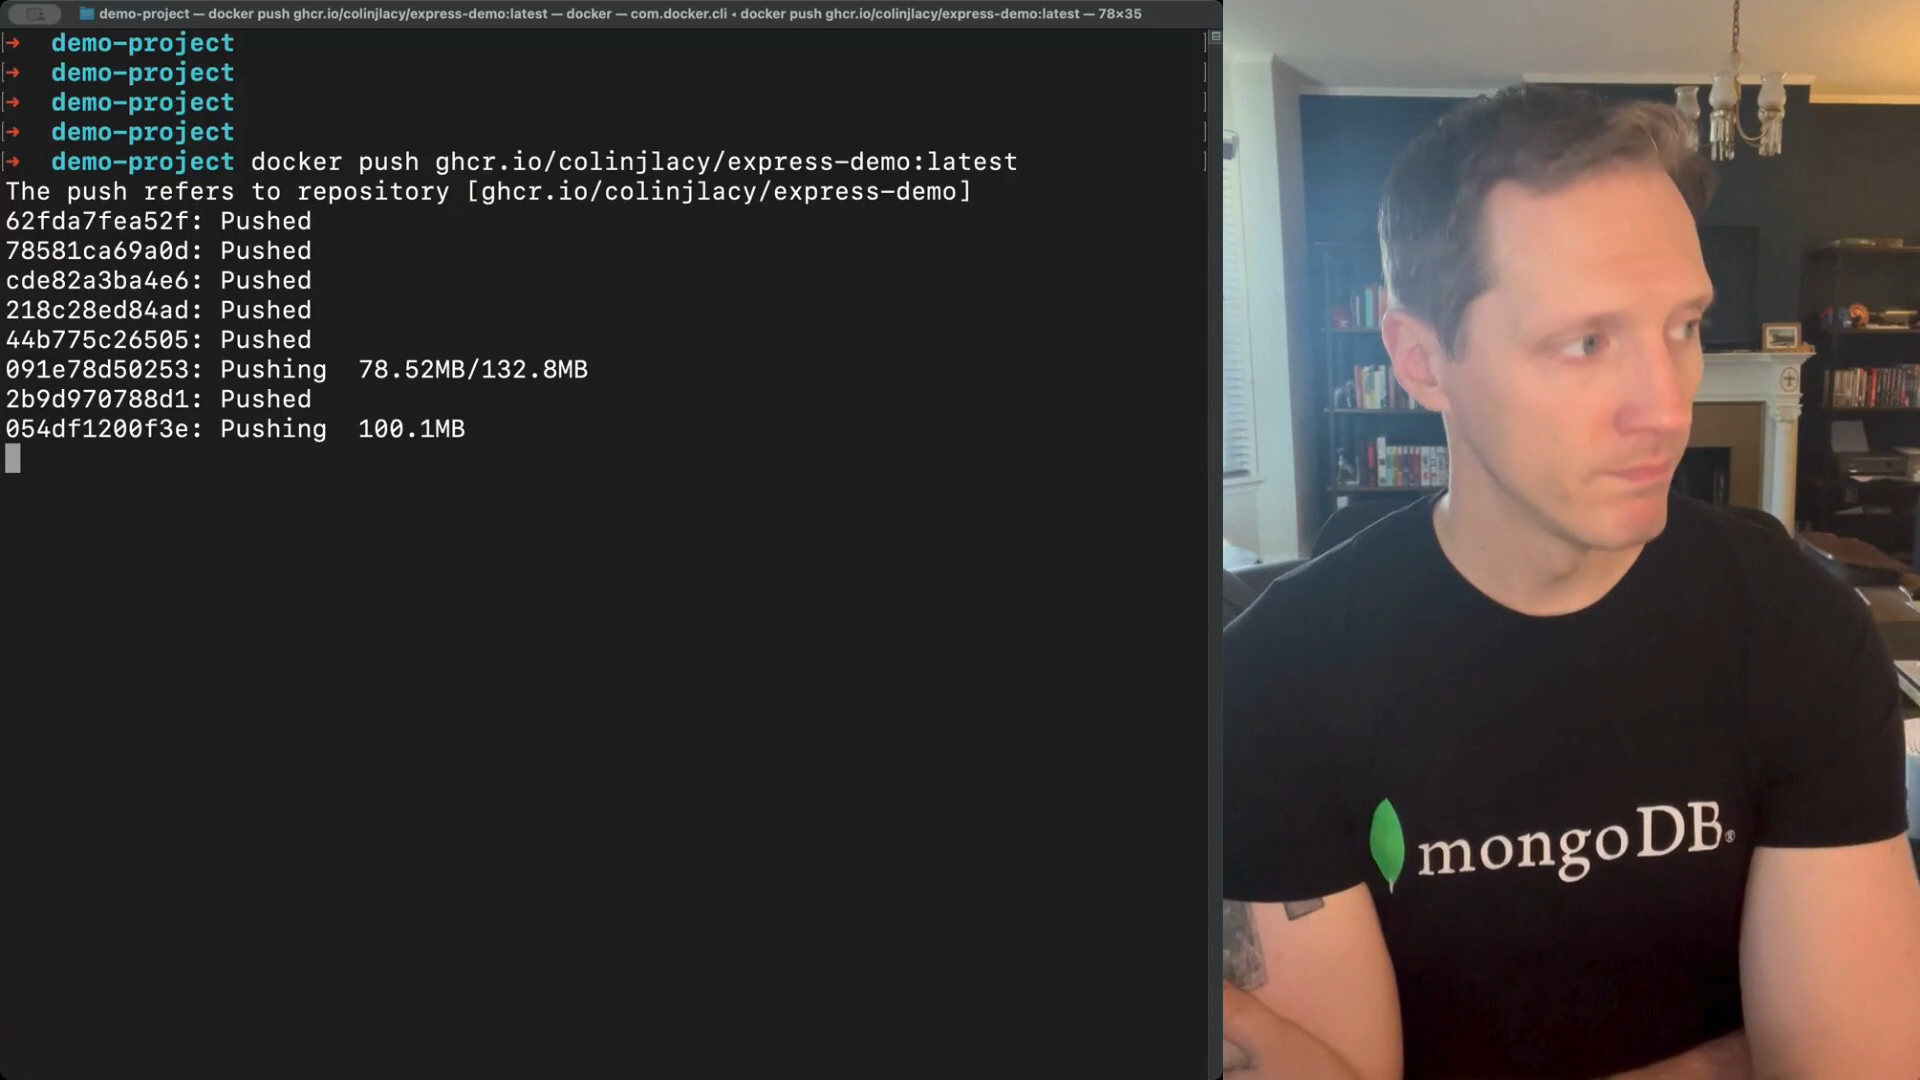 demo-project — docker push ghcr.io/colinjlacy/express-demo:latest — docker — com.docker.cli ◂ docker push ghcr.io/colinjlacy/express-demo:latest — 78×35
[➜  demo-project ]
[➜  demo-project ]
[➜  demo-project ]
[➜  demo-project ]
[➜  demo-project docker push ghcr.io/colinjlacy/express-demo:latest ]
The push refers to repository [ghcr.io/colinjlacy/express-demo]
62fda7fea52f: Pushed
78581ca69a0d: Pushed
cde82a3ba4e6: Pushed
218c28ed84ad: Pushed
44b775c26505: Pushed
091e78d50253: Pushing  78.52MB/132.8MB
2b9d970788d1: Pushed
054df1200f3e: Pushing  100.1MB
mongoDB®